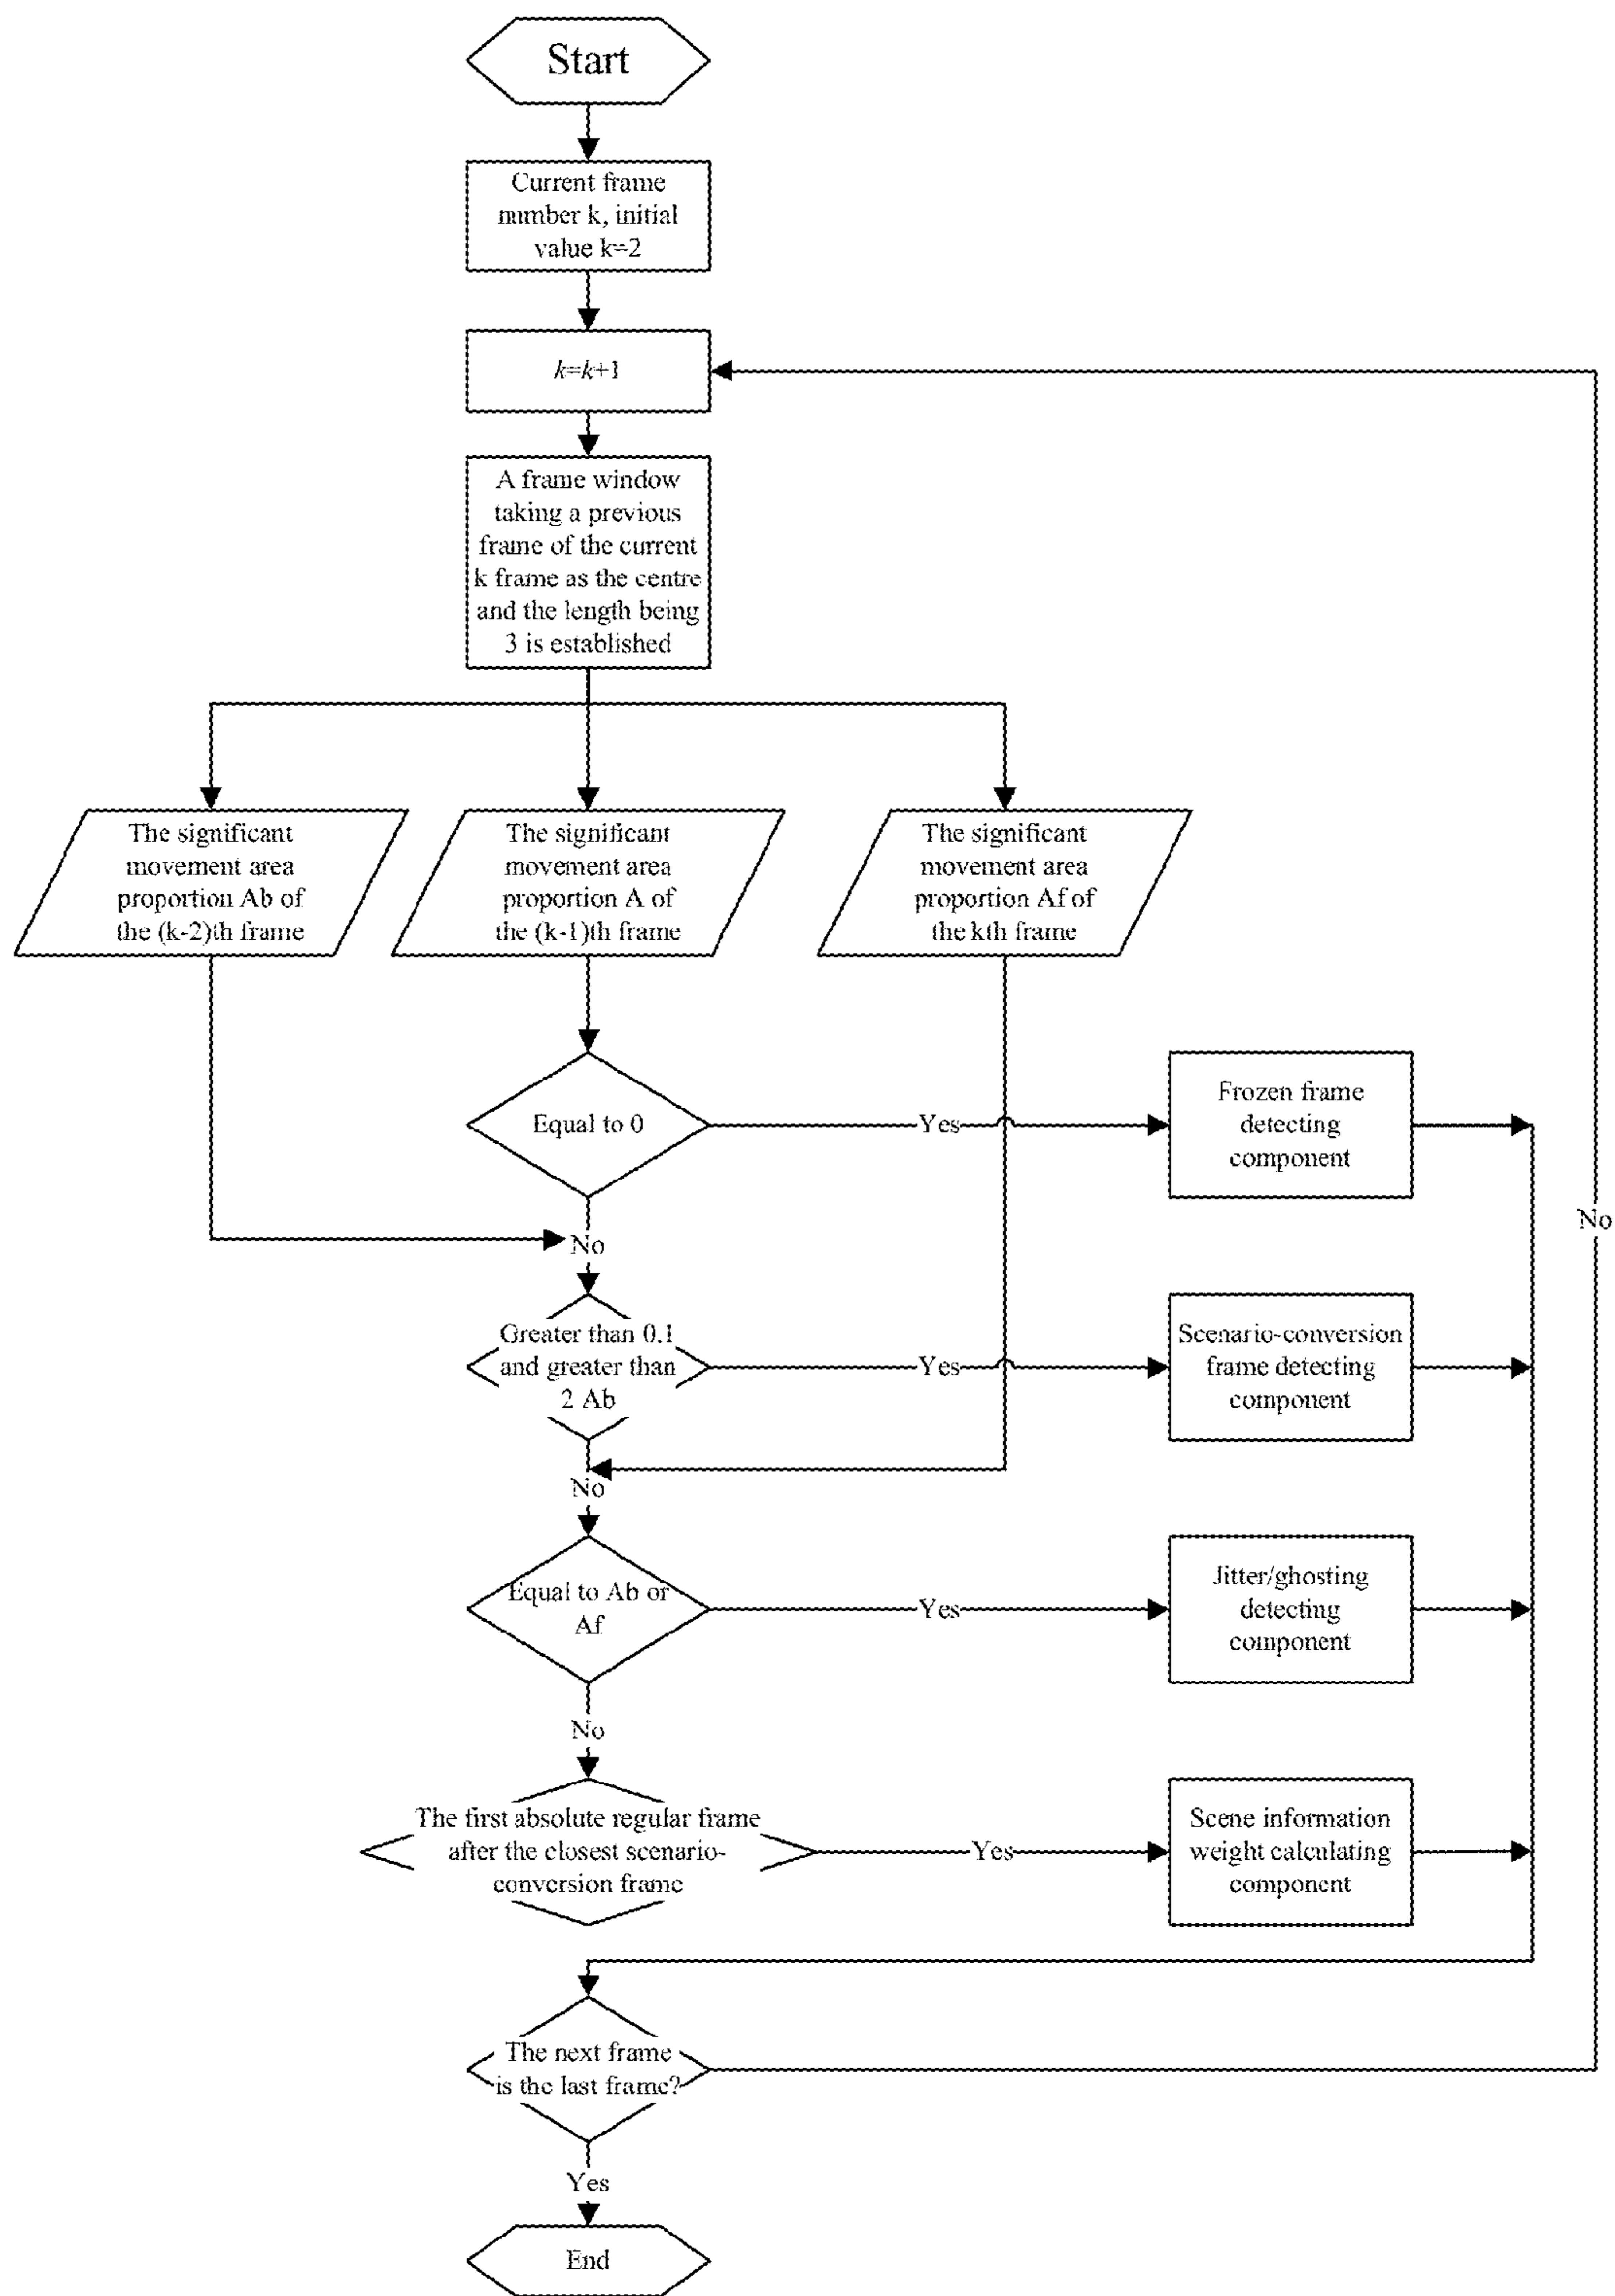 Start
Current frame
number k, initial
value k=2
k=k+1
A frame window
taking a previous
frame of the current
k frame as the centre
and the length being
3 is established
The significant
movement area
proportion Ab of
the (k-2)th frame
The significant
movement area
proportion A of
the (k-1)th frame
The significant
movement area
proportion Af of
the kth frame
Equal to 0
Yes
Frozen frame
detecting
component
No
No
Greater than 0.1
and greater than
2 Ab
Yes
Scenario-conversion
frame detecting
component
No
Equal to Ab or
Af
Yes
Jitter/ghosting
detecting
component
No
The first absolute regular frame
after the closest scenario-
conversion frame
Yes
Scene information
weight calculating
component
The next frame
is the last frame?
Yes
End